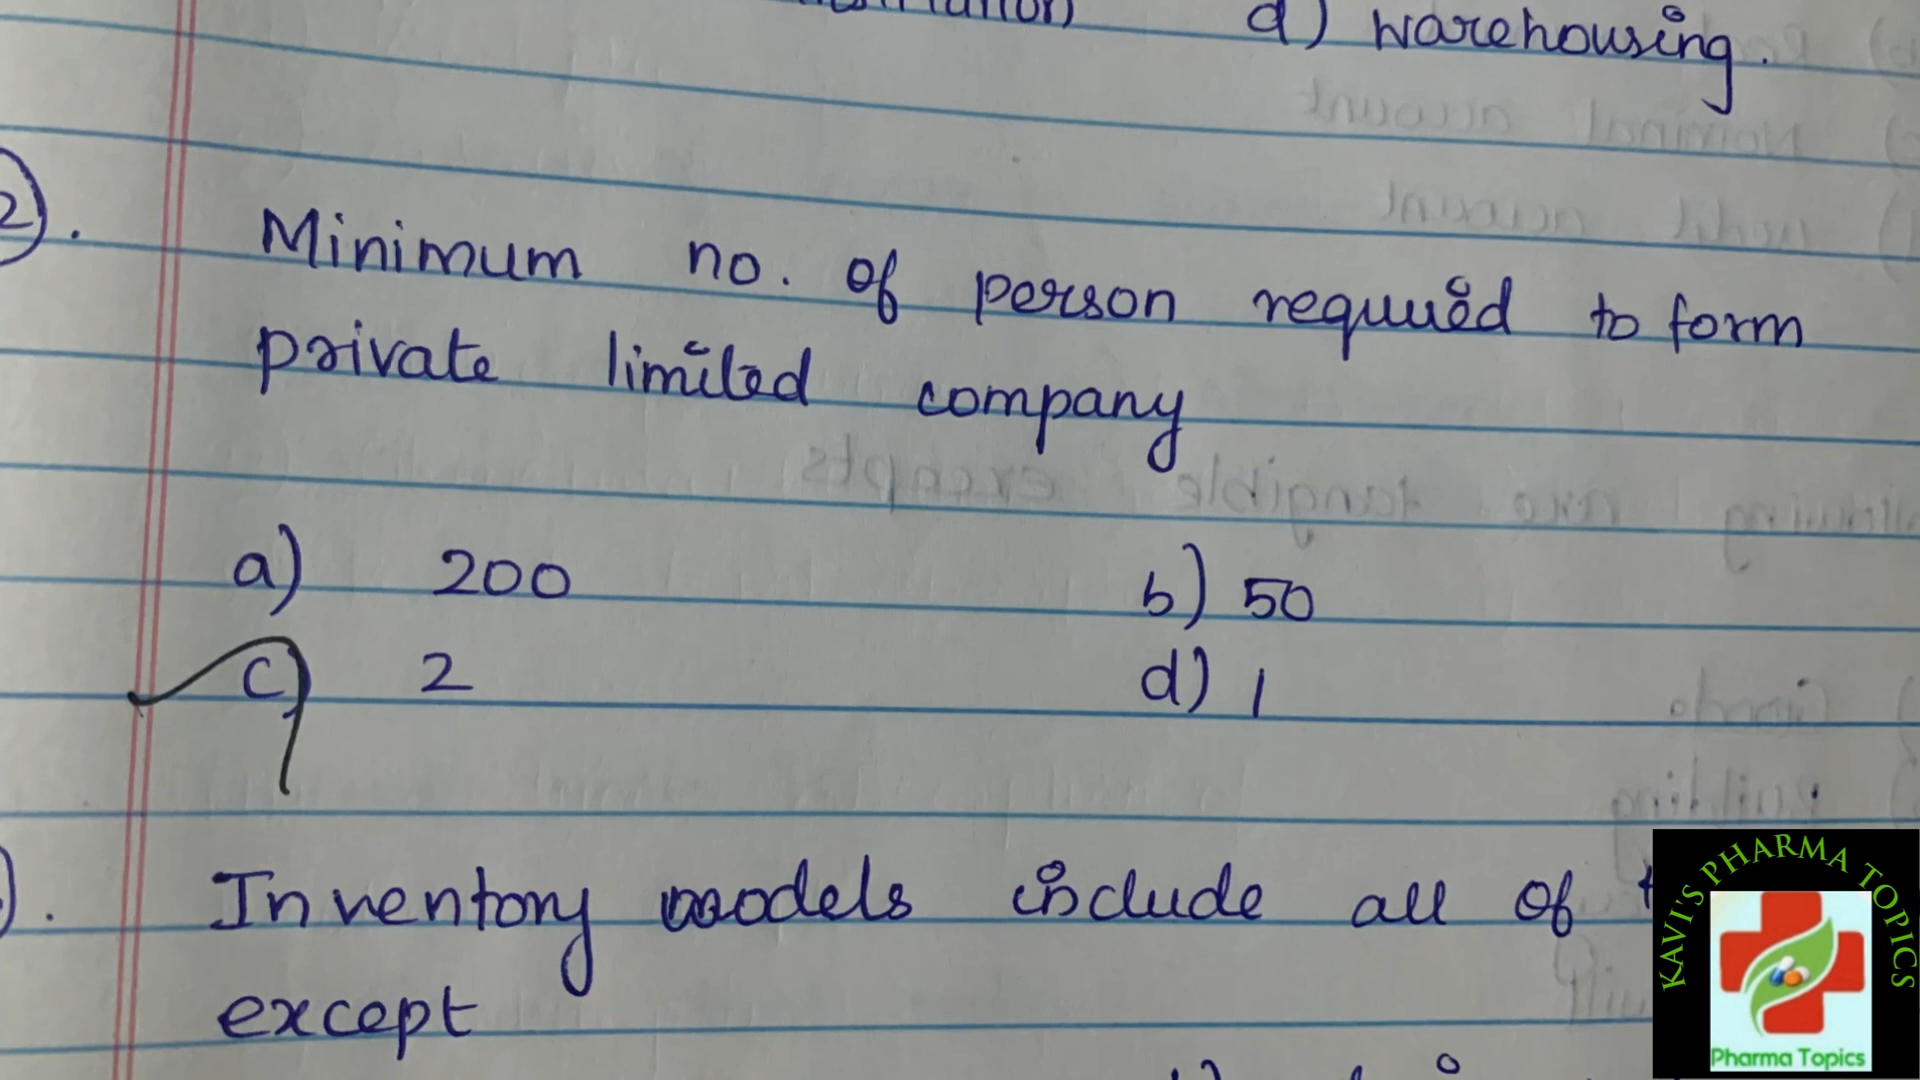 d) warehousing.
2).
Minimum no. of person required to form
private limited company
a) 200
b) 50
c) 2
d) 1
Inventory models include all of
except
KAVI'S PHARMA TOPICS
Pharma Topics